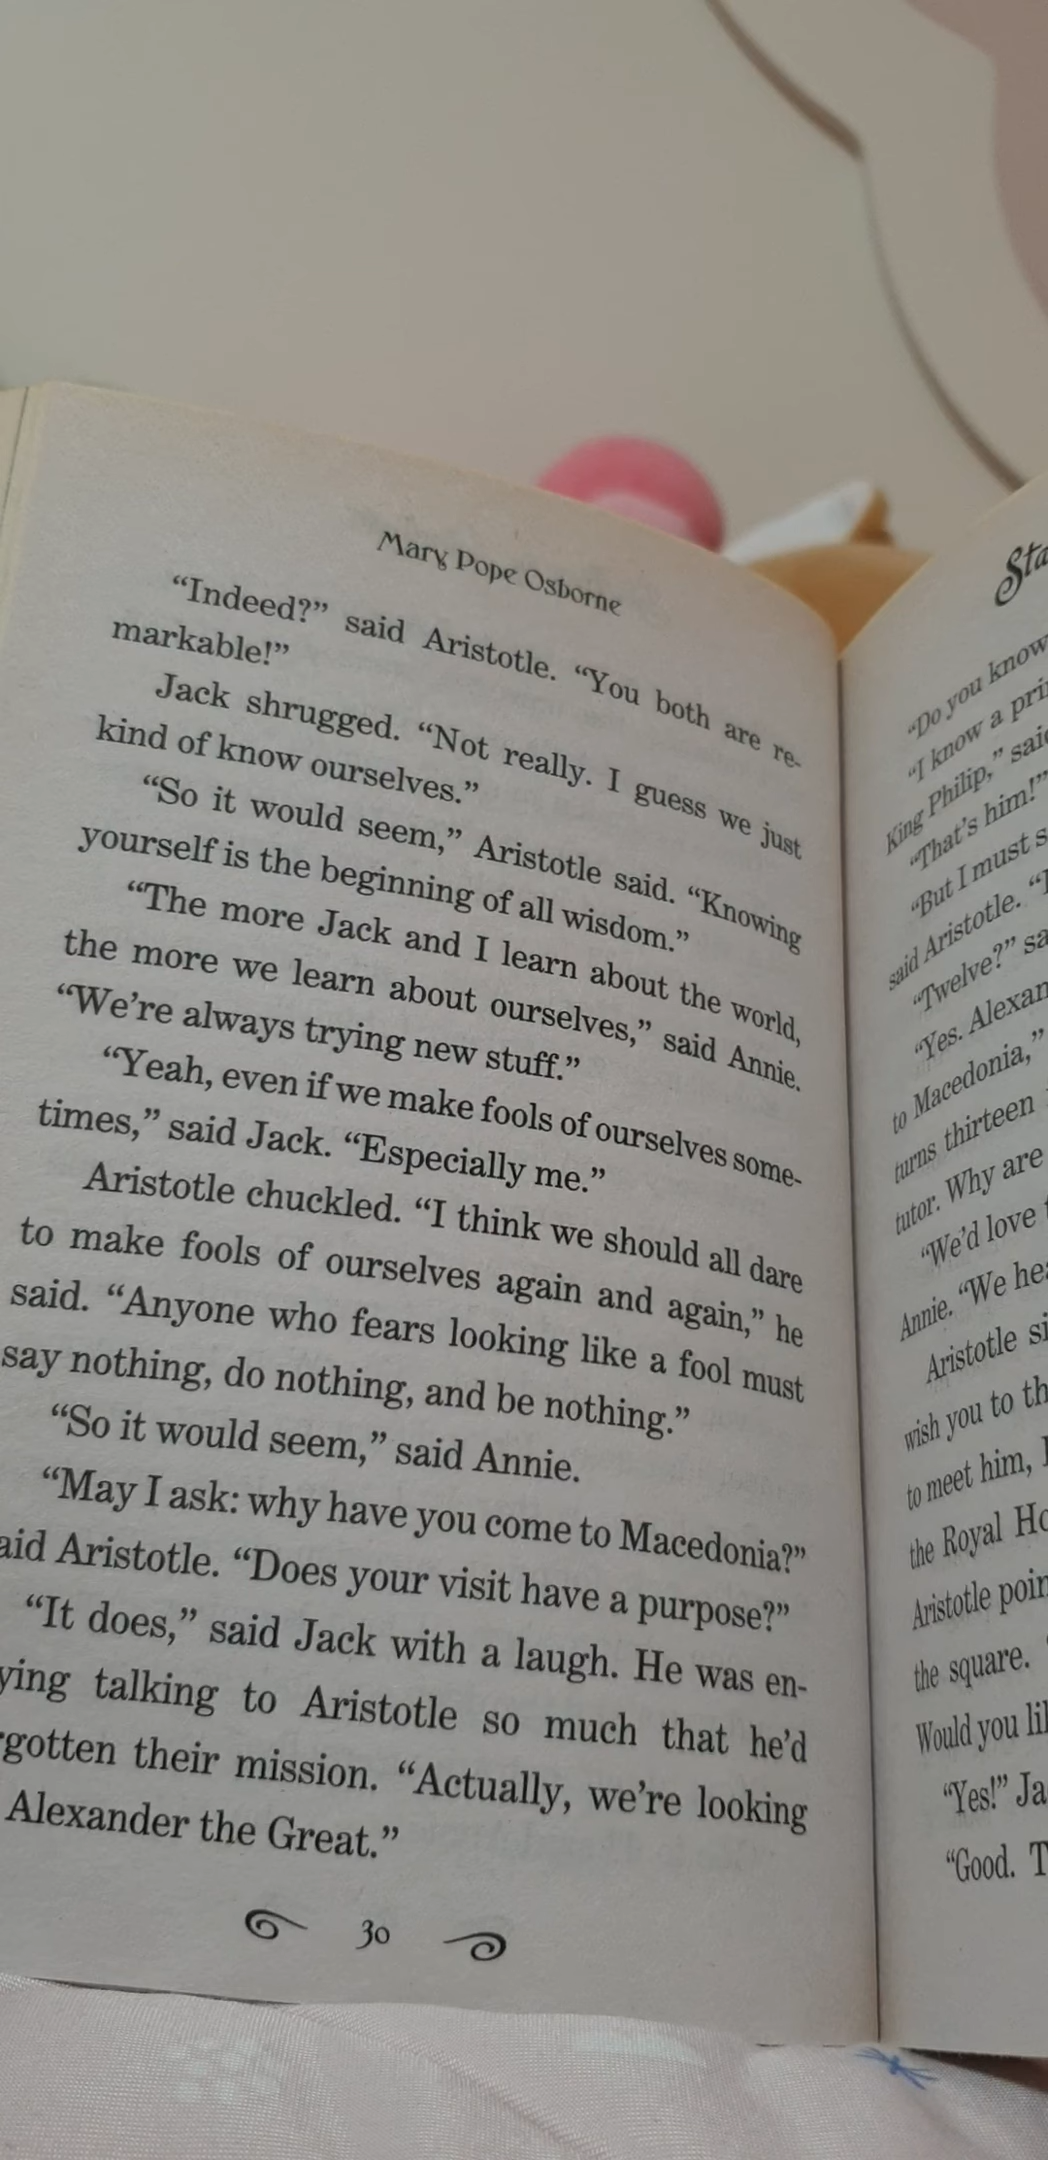 Mary Pope Osborne
“Indeed?” said Aristotle. “You both are re-
markable!”
Jack shrugged. “Not really. I guess we just
kind of know ourselves.”
“So it would seem,” Aristotle said. “Knowing
yourself is the beginning of all wisdom.”
“The more Jack and I learn about the world,
the more we learn about ourselves,” said Annie.
“We’re always trying new stuff.”
“Yeah, even if we make fools of ourselves some-
times,” said Jack. “Especially me.”
Aristotle chuckled. “I think we should all dare
to make fools of ourselves again and again,” he
said. “Anyone who fears looking like a fool must
say nothing, do nothing, and be nothing.”
“So it would seem,” said Annie.
“May I ask: why have you come to Macedonia?”
aid Aristotle. “Does your visit have a purpose?”
“It does,” said Jack with a laugh. He was en-
ying talking to Aristotle so much that he’d
gotten their mission. “Actually, we’re looking
Alexander the Great.”
30
Sta
“Do you know
“I know a pri
King Philip,” said
“That’s him!”
“But I must s
said Aristotle. “
“Twelve?” sa
“Yes. Alexan
to Macedonia,”
turns thirteen
tutor. Why are
“We’d love t
Annie. “We hea
Aristotle si
wish you to th
to meet him,
the Royal Ho
Aristotle poin
the square.
Would you lik
“Yes!” Ja
“Good. T